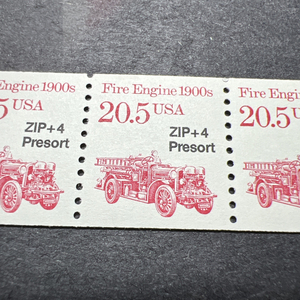 Engine 1900s
5 USA
ZIP+4
Presort
Fire Engine 1900s
20.5 USA
ZIP+4
Presort
Fire Engin
20.5 U